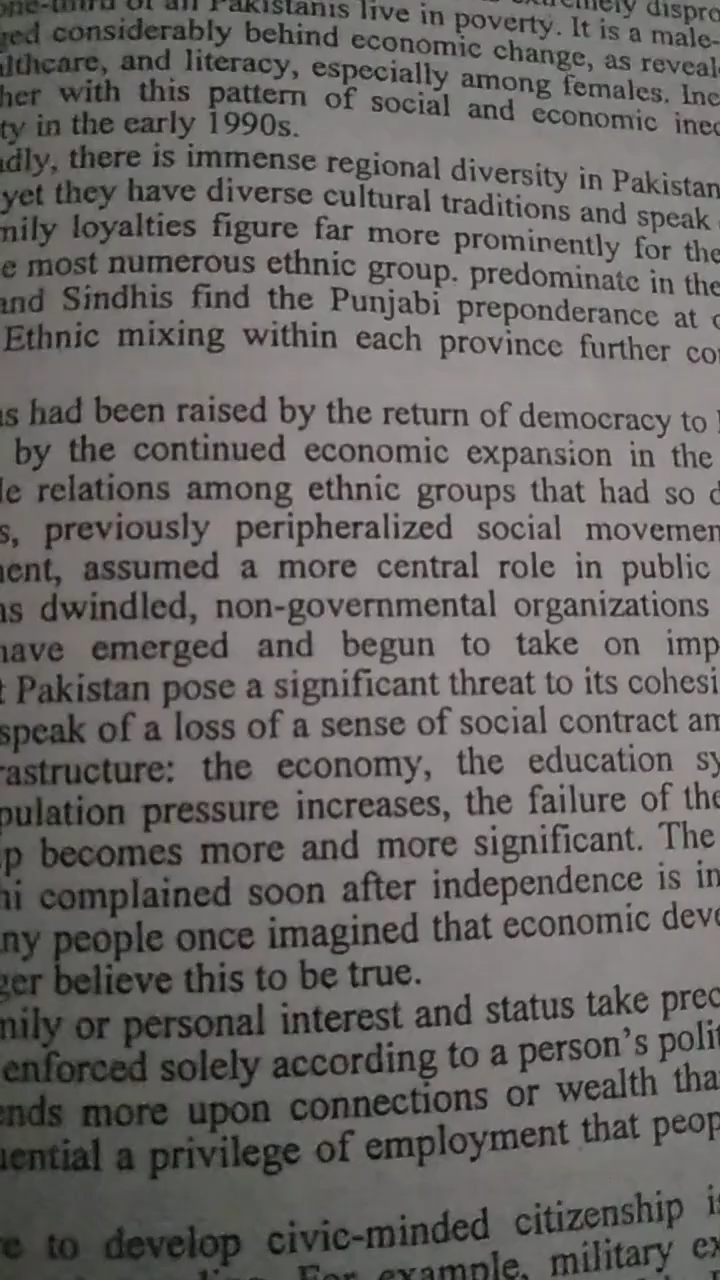 one-third of all Pakistanis live in poverty. It is a male-
ged considerably behind economic change, as reveal
althcare, and literacy, especially among females. Inc
her with this pattern of social and economic ineq
ty in the early 1990s.
dly, there is immense regional diversity in Pakistan
yet they have diverse cultural traditions and speak
mily loyalties figure far more prominently for the
e most numerous ethnic group. predominate in the
and Sindhis find the Punjabi preponderance at
Ethnic mixing within each province further co
s had been raised by the return of democracy to
by the continued economic expansion in the
le relations among ethnic groups that had so d
s, previously peripheralized social movemen
ent, assumed a more central role in public
ns dwindled, non-governmental organizations
have emerged and begun to take on imp
t Pakistan pose a significant threat to its cohesi
speak of a loss of a sense of social contract am
rastructure: the economy, the education sy
pulation pressure increases, the failure of the
p becomes more and more significant. The
hi complained soon after independence is in
ny people once imagined that economic deve
ger believe this to be true.
mily or personal interest and status take prec
enforced solely according to a person's polit
ends more upon connections or wealth tha
uential a privilege of employment that peop
e to develop civic-minded citizenship i
For example, military ex